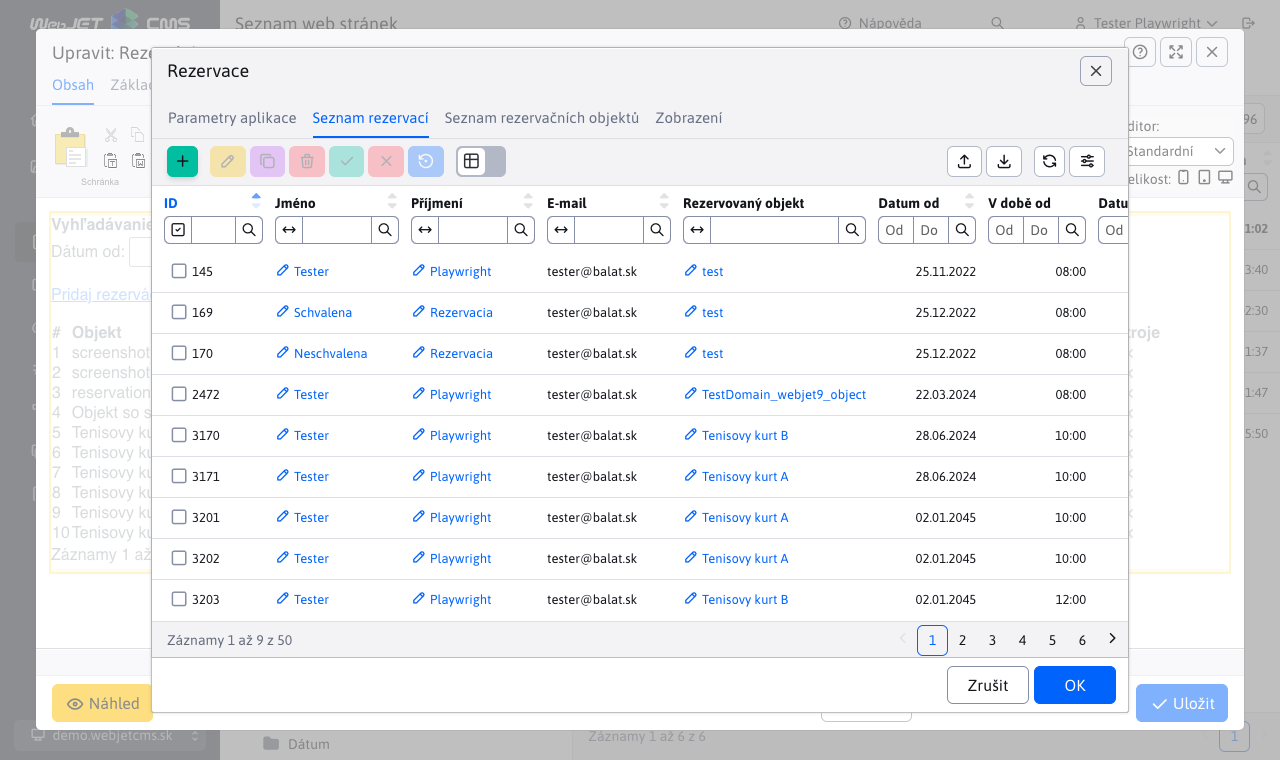 WebJET CMS
Seznam web stránek
Nápověda
Tester Playwright
Upravit:
Obsah
Schránka
ditor:
Standardní
elikost:
Vyhľadávanie
Dátum od:
Pridaj rezervá
# Objekt
troje
1 screenshot
2 screenshot
3 reservation
4 Objekt so s
5 Tenisovy ku
6 Tenisovy ku
7 Tenisovy ku
8 Tenisovy ku
9 Tenisovy ku
10 Tenisovy ku
Záznamy 1 až
96
1:02
3:40
2:30
1:37
1:47
5:50
Rezervace
Parametry aplikace Seznam rezervací Seznam rezervačních objektů Zobrazení
ID Jméno Příjmení E-mail Rezervovaný objekt Datum od V době od Datu
Od Do Od Do Od
145 Tester Playwright tester@balat.sk test 25.11.2022 08:00
169 Schvalena Rezervacia tester@balat.sk test 25.12.2022 08:00
170 Neschvalena Rezervacia tester@balat.sk test 25.12.2022 08:00
2472 Tester Playwright tester@balat.sk TestDomain_webjet9_object 22.03.2024 08:00
3170 Tester Playwright tester@balat.sk Tenisovy kurt B 28.06.2024 10:00
3171 Tester Playwright tester@balat.sk Tenisovy kurt A 28.06.2024 10:00
3201 Tester Playwright tester@balat.sk Tenisovy kurt A 02.01.2045 10:00
3202 Tester Playwright tester@balat.sk Tenisovy kurt A 02.01.2045 10:00
3203 Tester Playwright tester@balat.sk Tenisovy kurt B 02.01.2045 12:00
Záznamy 1 až 9 z 50
1 2 3 4 5 6
Zrušit OK
Náhled
Uložit
demo.webjetcms.sk
Dátum
Záznamy 1 až 6 z 6
1